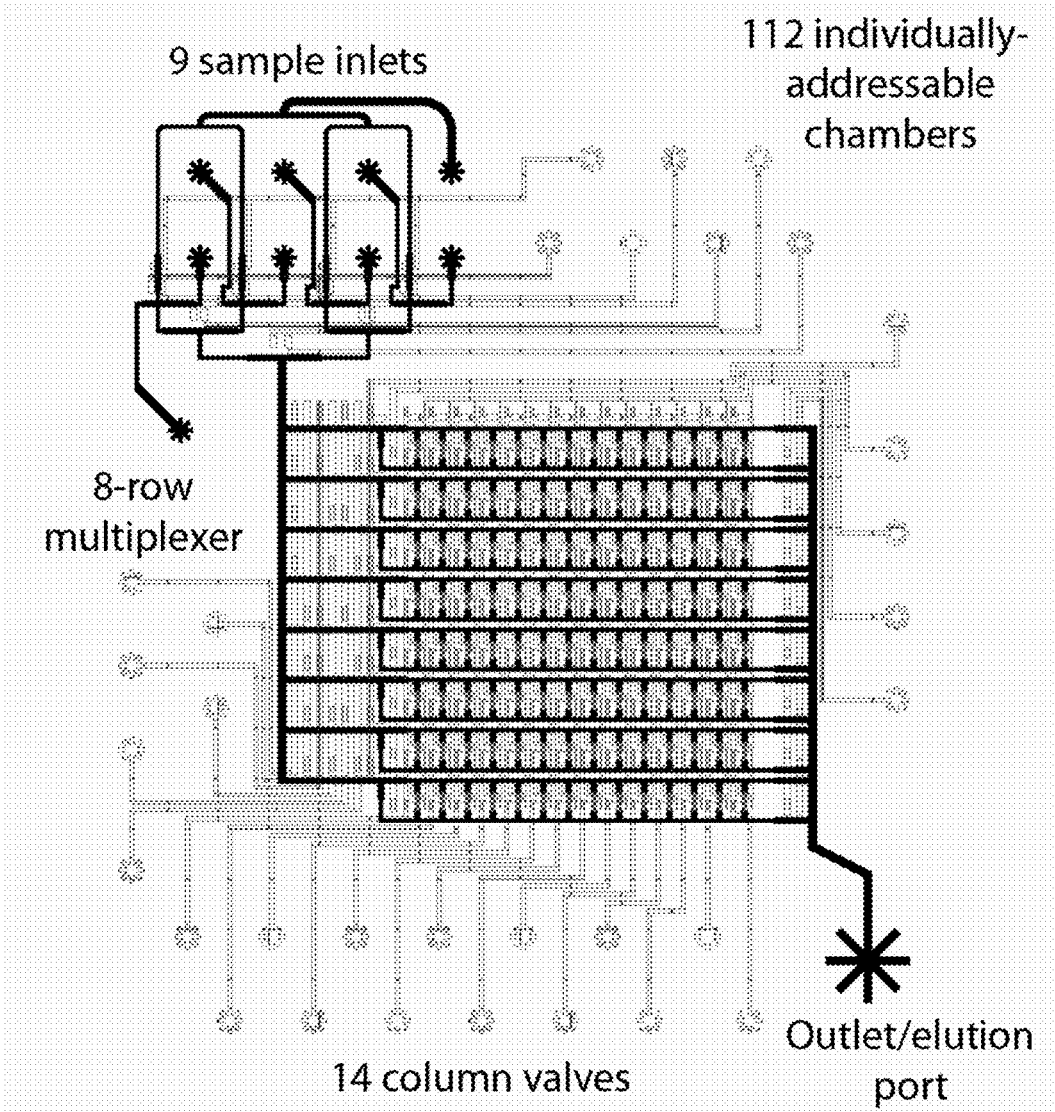 9 sample inlets
112 individually-
addressable
chambers
8-row
multiplexer
14 column valves
Outlet/elution
port